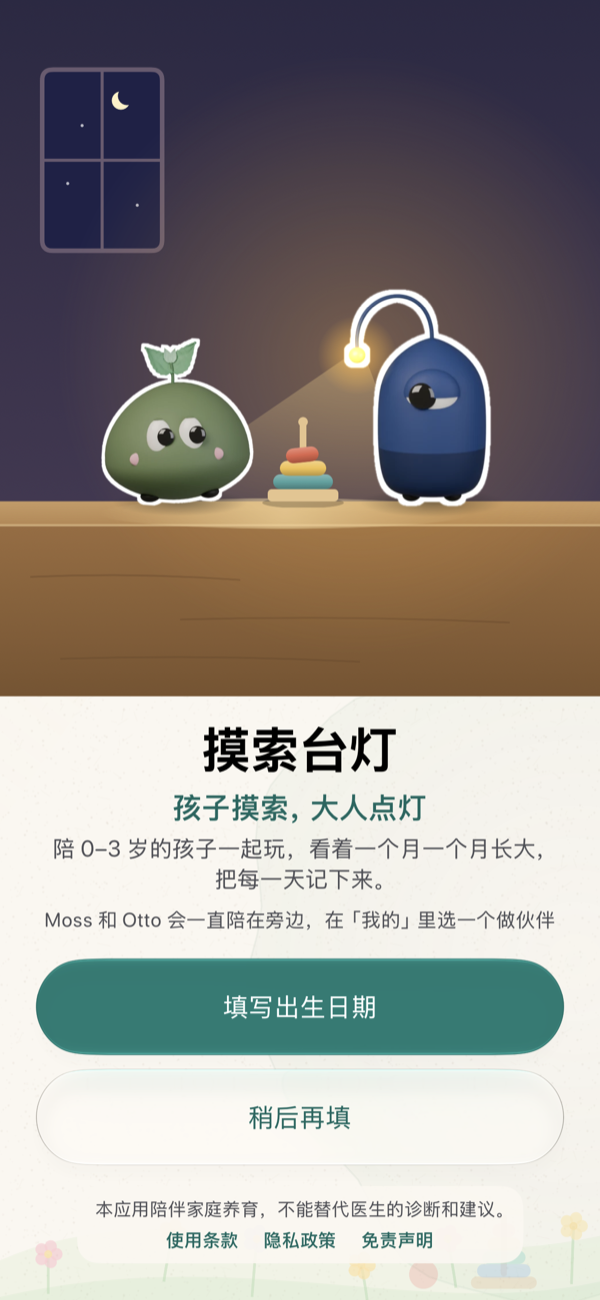 摸索台灯
孩子摸索，大人点灯
陪 0–3 岁的孩子一起玩，看着一个月一个月长大，
把每一天记下来。
Moss 和 Otto 会一直陪在旁边，在「我的」里选一个做伙伴
填写出生日期
稍后再填
本应用陪伴家庭养育，不能替代医生的诊断和建议。
使用条款 隐私政策 免责声明